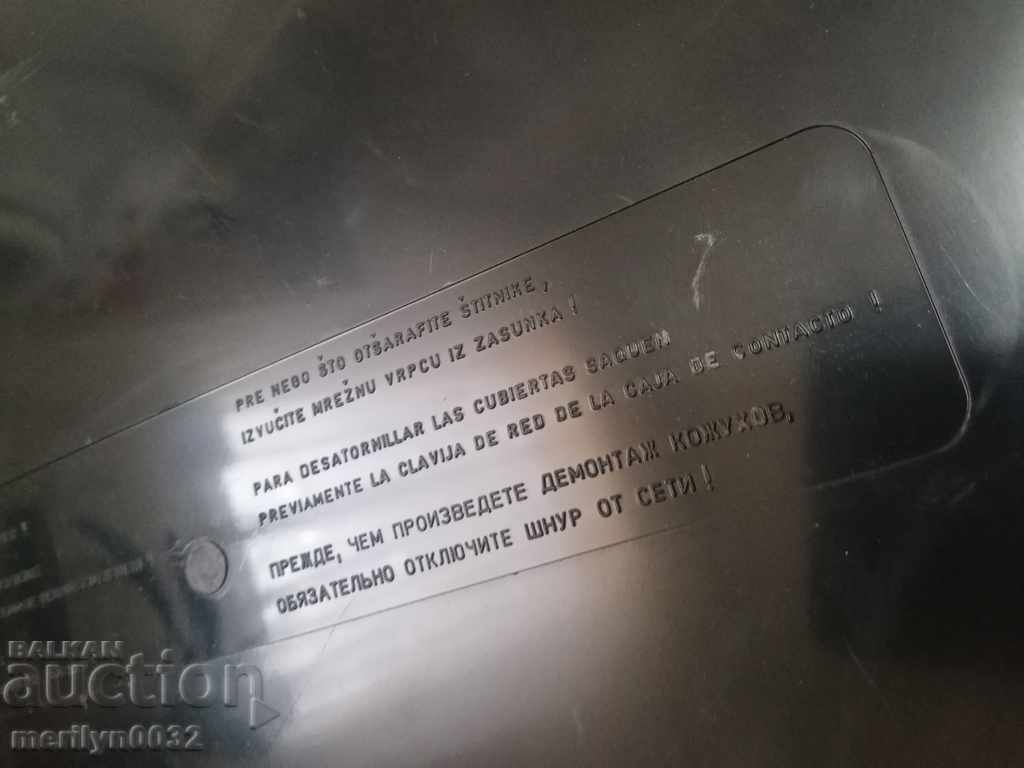 PRE NEGO ŠTO OTŠARAFITE ŠTITNIKE,
IZVUČITE MREŽNU VRPCU IZ ZASUNKA!
PARA DESATORNILLAR LAS CUBIERTAS SAQUEN
PREVIAMENTE LA CLAVIJA DE RED DE LA CAJA DE CONTACTO!
ПРЕЖДЕ, ЧЕМ ПРОИЗВЕДЕТЕ ДЕМОНТАЖ КОЖУХОВ,
ОБЯЗАТЕЛЬНО ОТКЛЮЧИТЕ ШНУР ОТ СЕТИ!
BALKAN
auction
merilyn0032